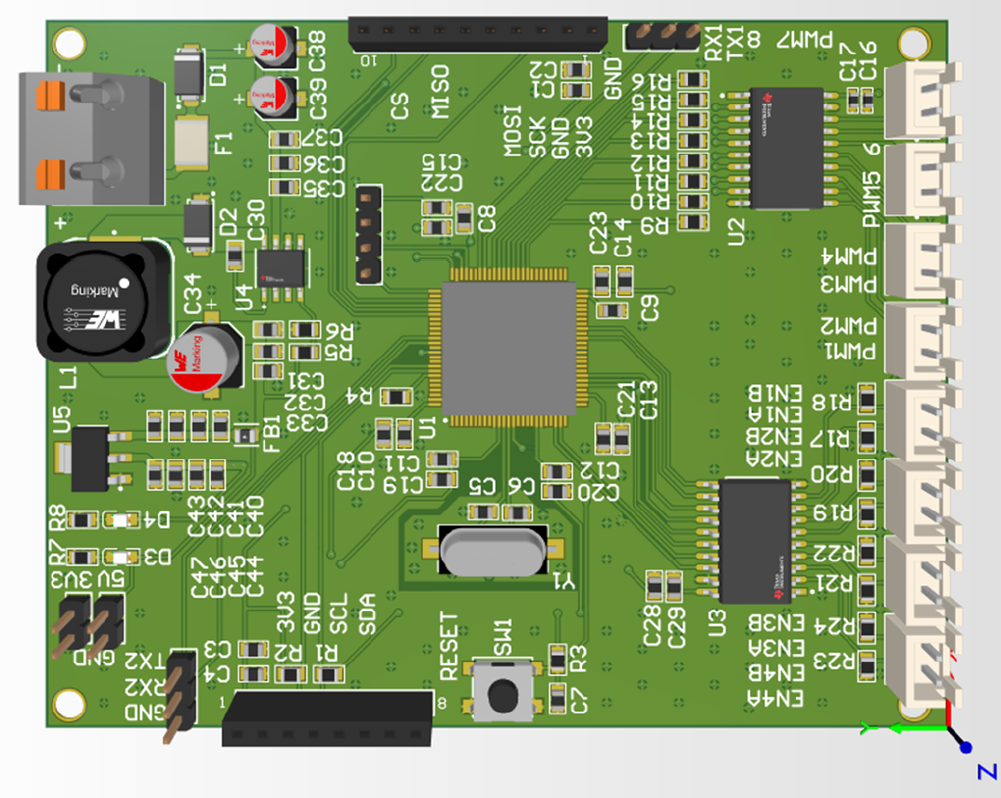 C38
C39
+
+
D1
F1
C37
C36
C35
+
D2
C30
U4
C34
+
Marking
WE
WE
Marking
L1
R6
R5
C31
C32
C33
R4
U5
FB1
C43
C42
C41
C40
R8
D4
R7
D3
3V3
5V
GND
C47
C46
C45
C44
TX2
RX2
GND
C3
C4
R2
R1
3V3
GND
SCL
SDA
1
8
RESET
SW1
R3
C7
10
1
CS
MISO
MOSI
SCK
GND
3V3
C2
C1
GND
RX1
TX1
8
PWM7
C17
C16
R16
R15
R14
R13
R12
R11
R10
R9
U2
6
PWM5
PWM4
PWM3
PWM2
PWM1
C15
C22
C8
C23
C14
C9
U1
C18
C10
C11
C19
C21
C13
C12
C20
C5
C6
Y1
EN1B
EN1A
EN2B
EN2A
R18
R17
R20
R19
R22
R21
R24
R23
C28
C29
U3
EN3B
EN3A
EN4B
EN4A
Y
Z